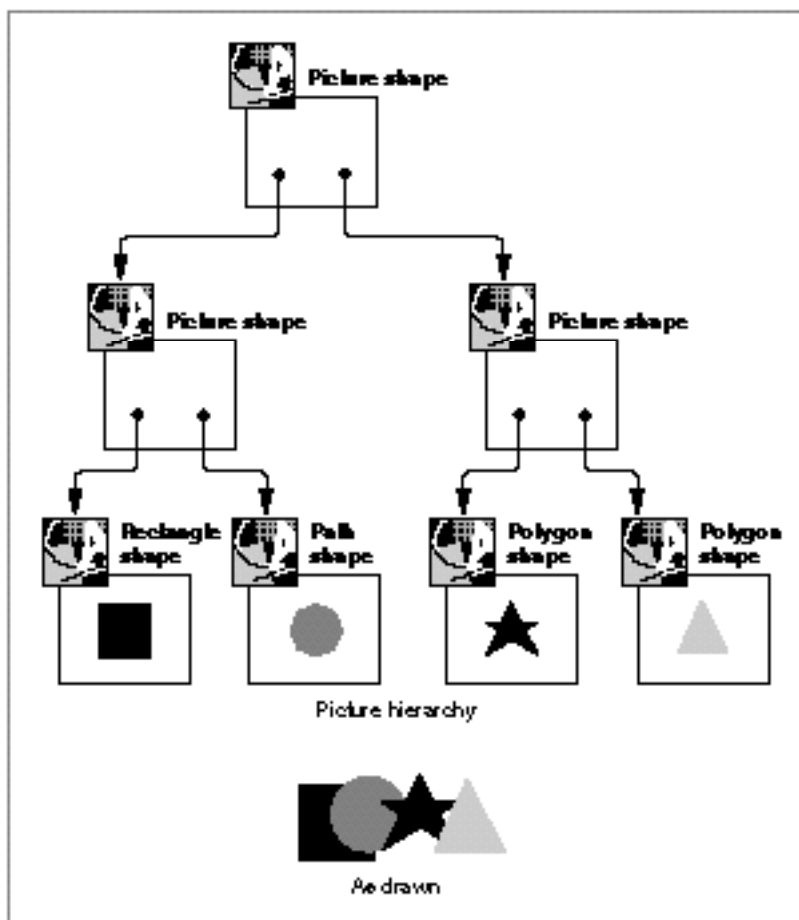 Picture shape
Picture shape
Picture shape
Rectangle
shape
Path
shape
Polygon
shape
Polygon
shape
Picture hierarchy
As drawn